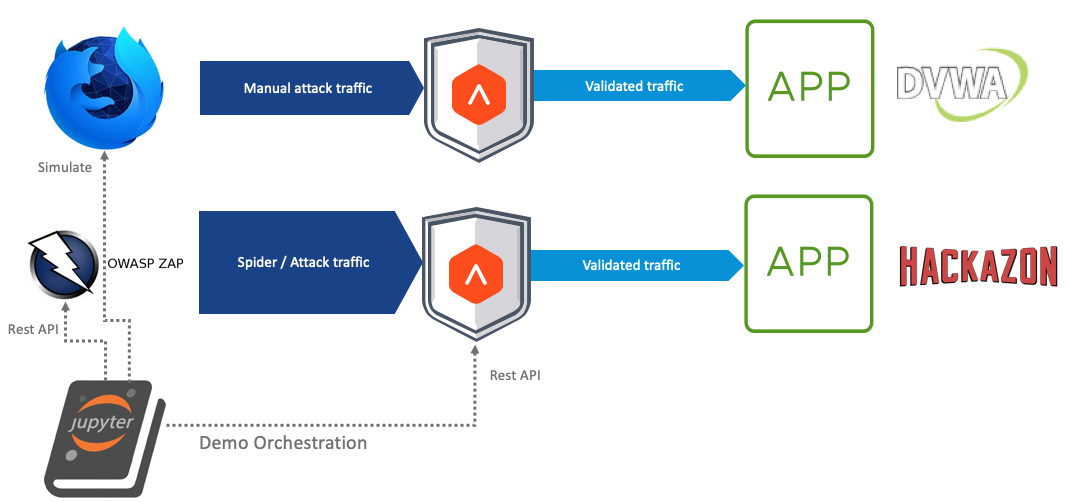 Manual attack traffic
Validated traffic
APP
DVWA
Simulate
OWASP ZAP
Spider / Attack traffic
Validated traffic
APP
HACKAZON
Rest API
Rest API
jupyter
Demo Orchestration